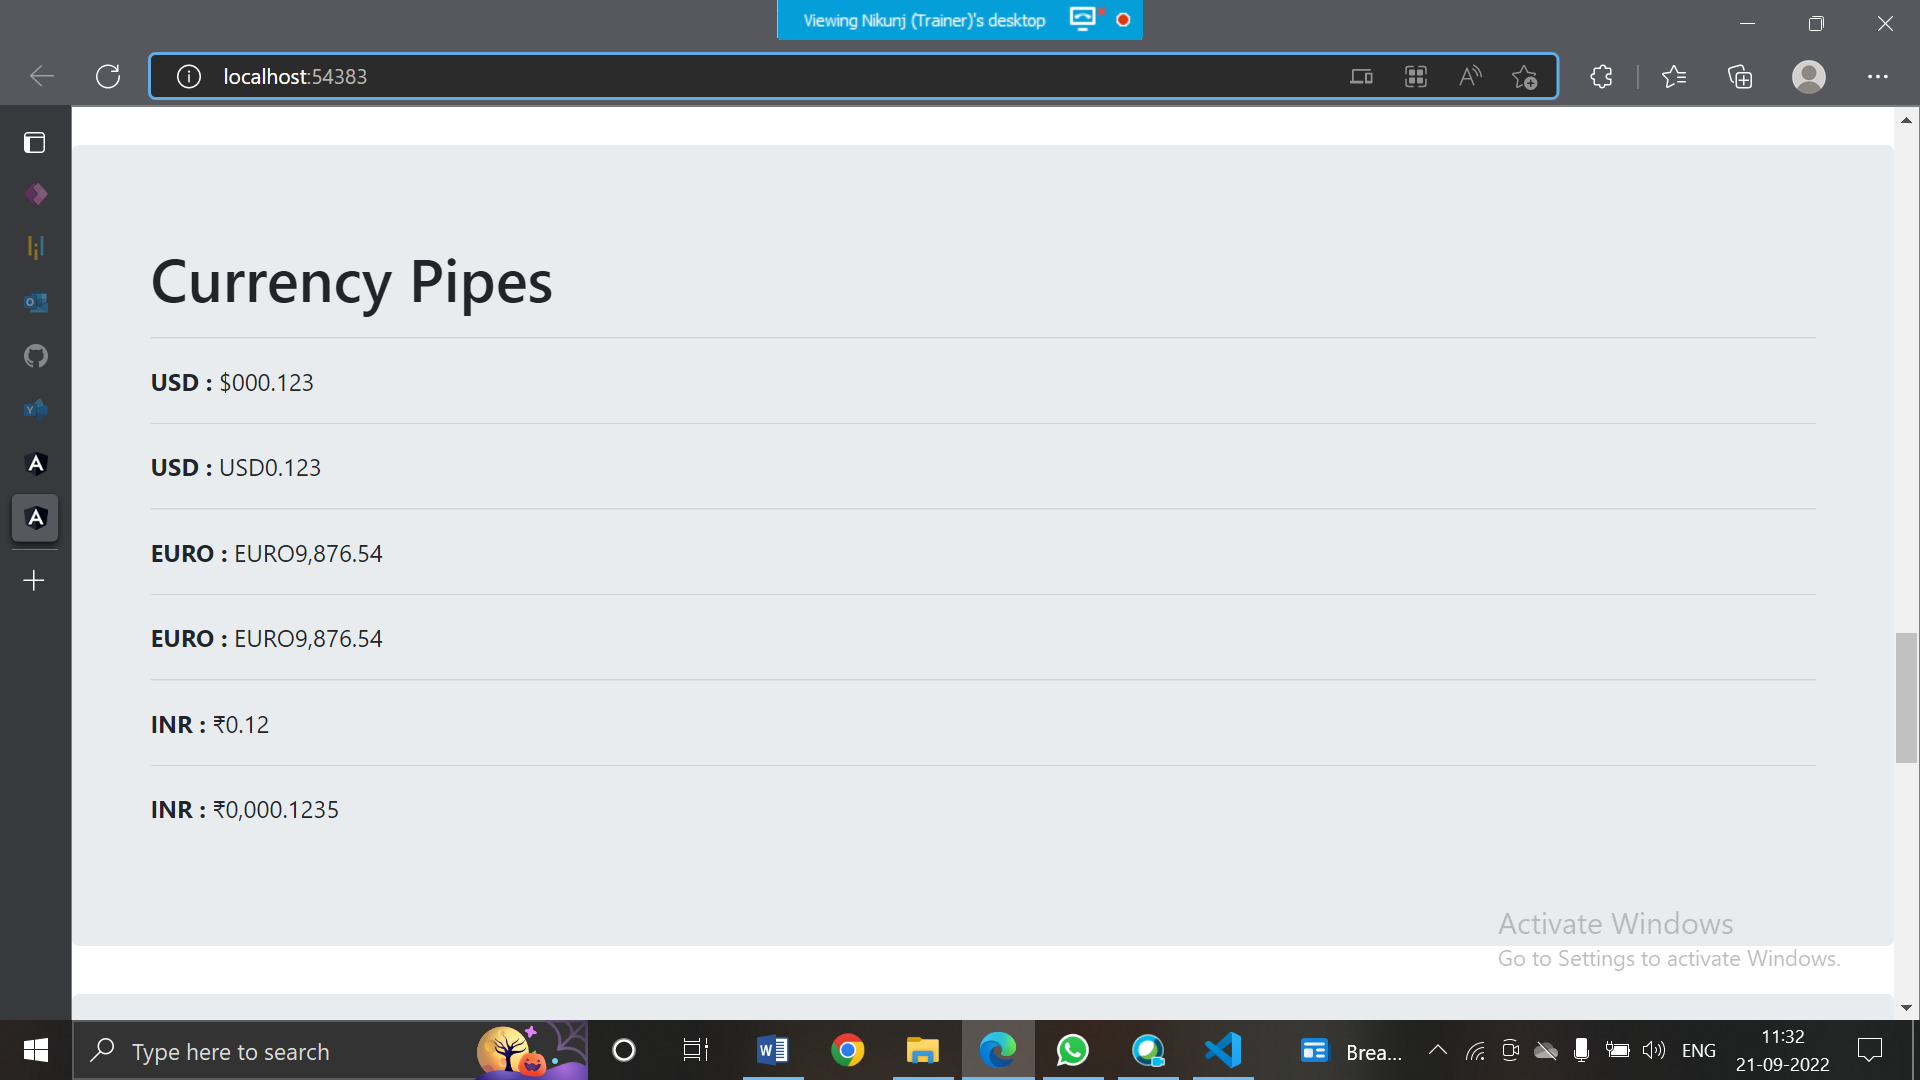 Viewing Nikunj (Trainer)'s desktop
localhost:54383
Currency Pipes
USD : $000.123
USD : USD0.123
EURO : EURO9,876.54
EURO : EURO9,876.54
INR : ₹0.12
INR : ₹0,000.1235
Activate Windows
Go to Settings to activate Windows.
Type here to search
Brea...
ENG
11:32
21-09-2022